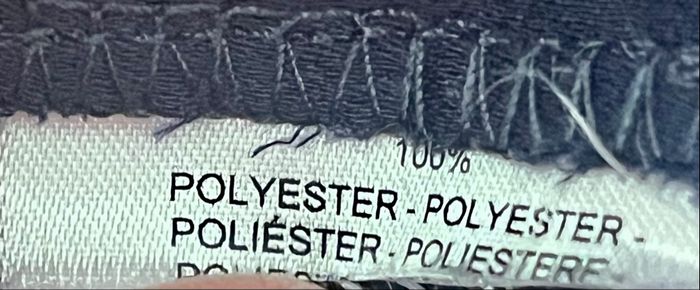 100%
POLYESTER - POLYESTER -
POLIÉSTER - POLIESTERE -